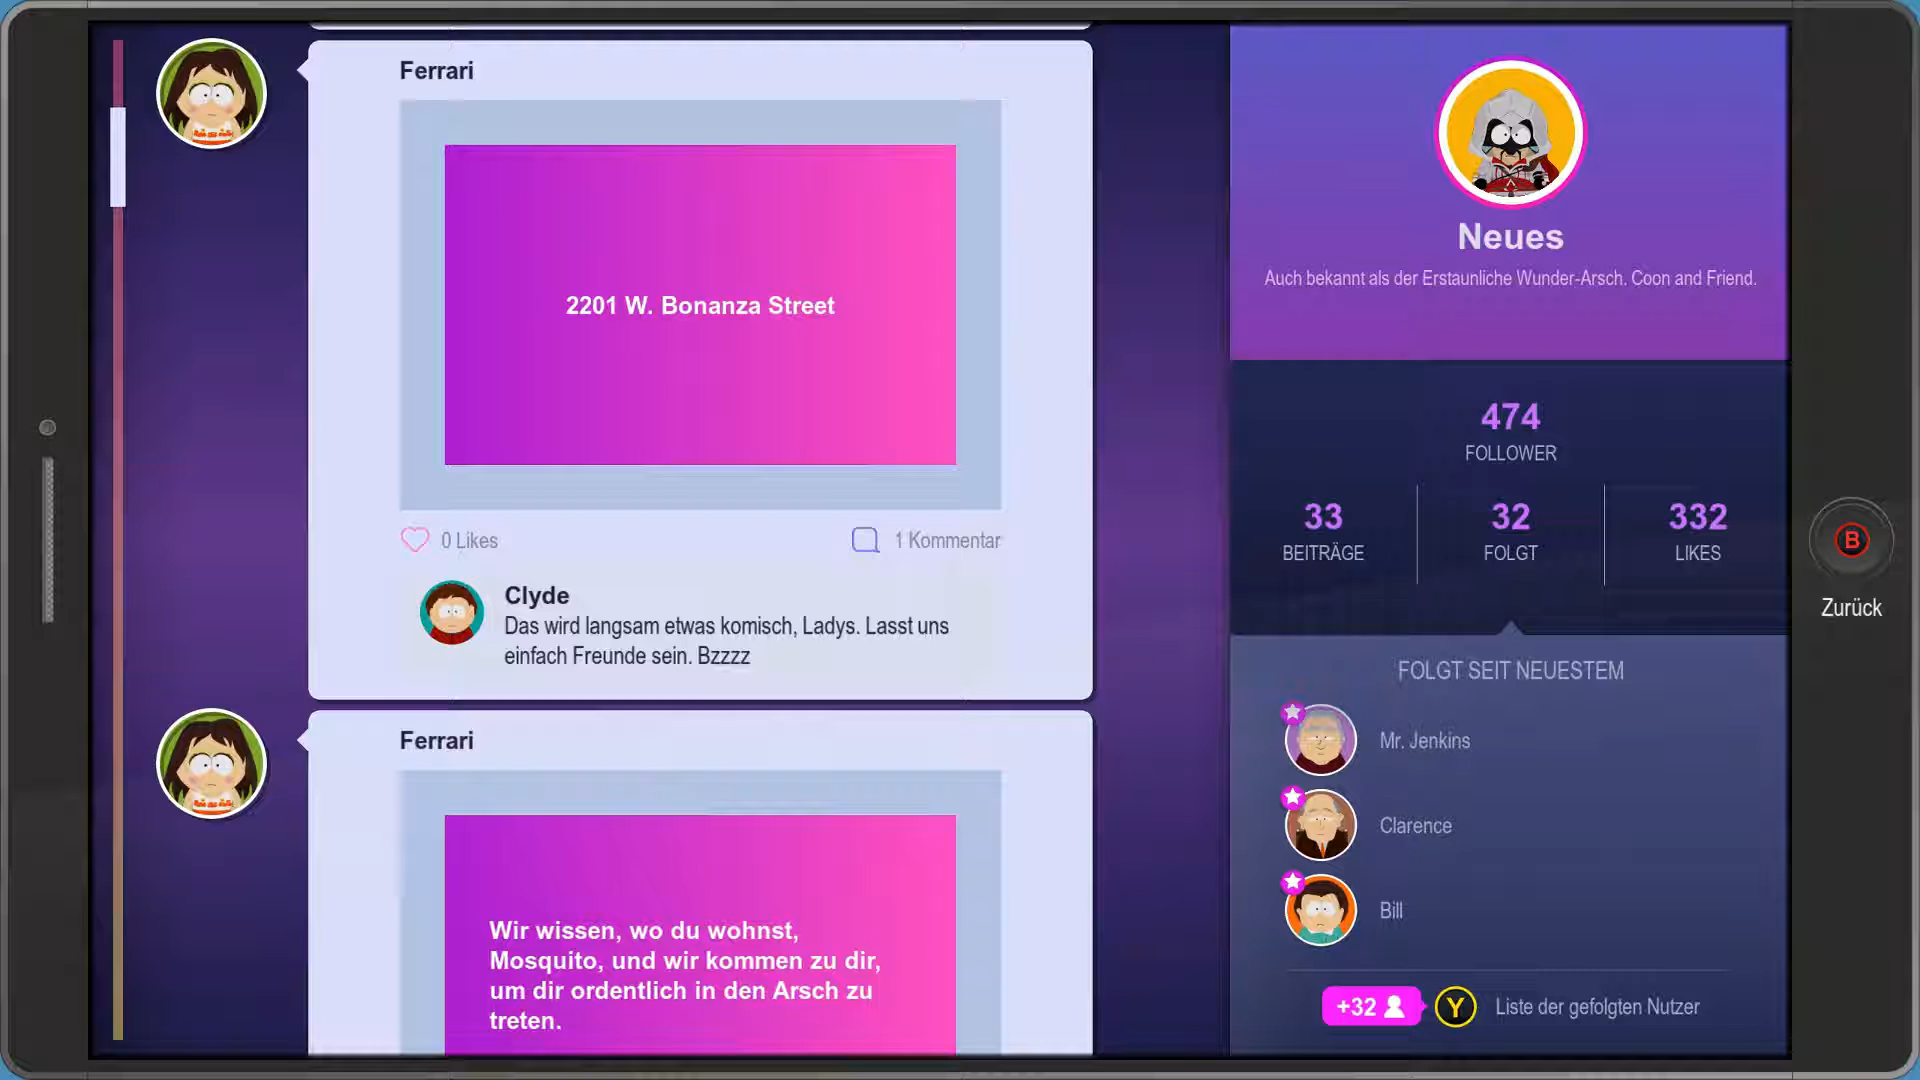 Ferrari
2201 W. Bonanza Street
0 Likes
1 Kommentar
Clyde
Das wird langsam etwas komisch, Ladys. Lasst uns
einfach Freunde sein. Bzzzz
Ferrari
Wir wissen, wo du wohnst,
Mosquito, und wir kommen zu dir,
um dir ordentlich in den Arsch zu
treten.
Neues
Auch bekannt als der Erstaunliche Wunder-Arsch. Coon and Friend.
474
FOLLOWER
33
BEITRÄGE
32
FOLGT
332
LIKES
FOLGT SEIT NEUESTEM
Mr. Jenkins
Clarence
Bill
+32
Y
Liste der gefolgten Nutzer
B
Zurück